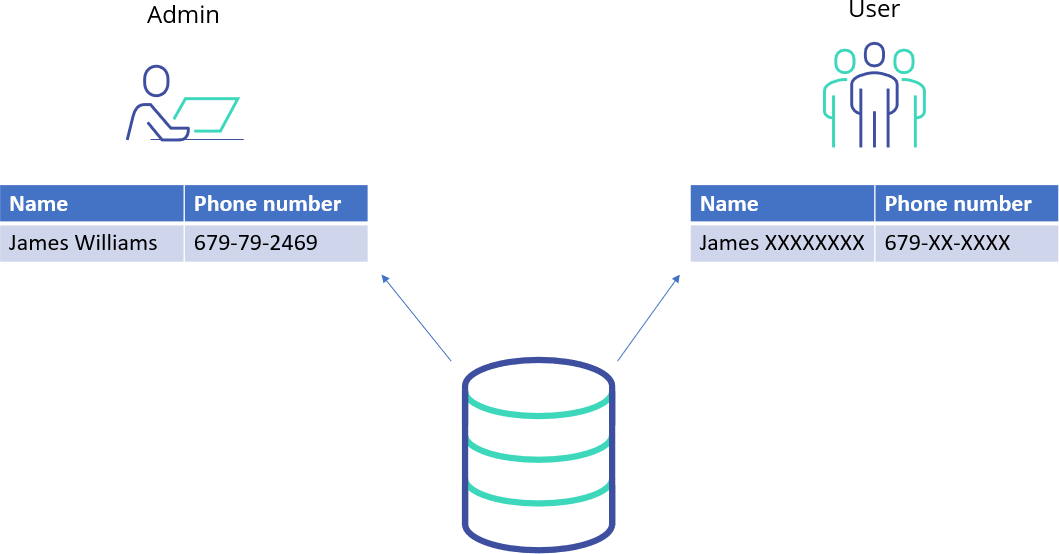 Admin
User
Name Phone number
James Williams 679-79-2469
Name Phone number
James XXXXXXXX 679-XX-XXXX